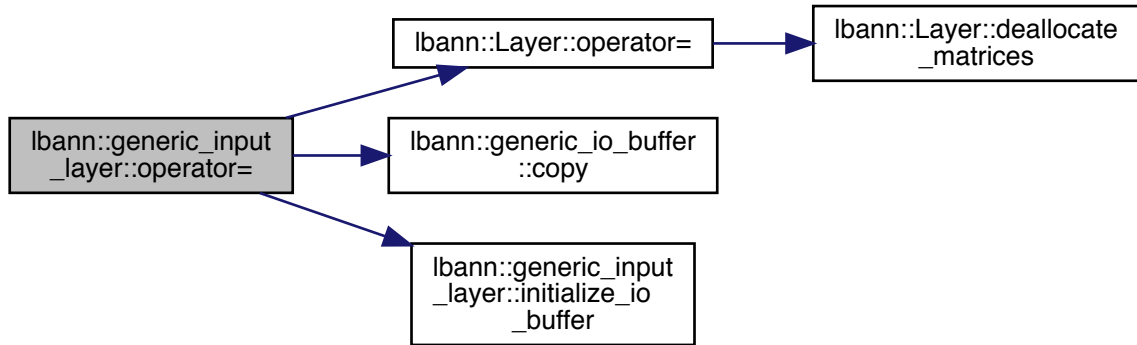 lbann::generic_input
_layer::operator=
lbann::Layer::operator=
lbann::Layer::deallocate
_matrices
lbann::generic_io_buffer
::copy
lbann::generic_input
_layer::initialize_io
_buffer